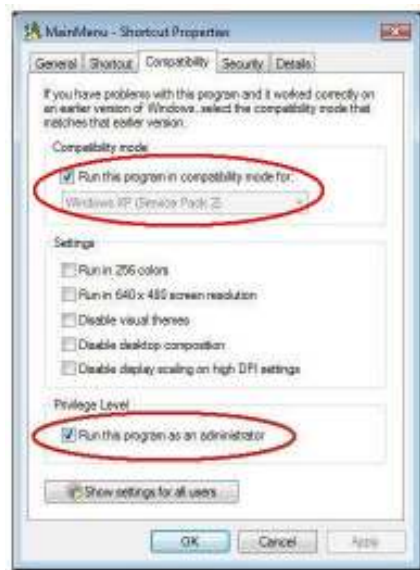 MainMenu - Shortcut Properties
General Shortcut Compatibility Security Details
If you have problems with this program and it worked correctly on
an earlier version of Windows, select the compatibility mode that
matches that earlier version.
Compatibility mode
Run this program in compatibility mode for:
Windows XP (Service Pack 2)
Settings
Run in 256 colors
Run in 640 x 480 screen resolution
Disable visual themes
Disable desktop composition
Disable display scaling on high DPI settings
Privilege Level
Run this program as an administrator
Show settings for all users
OK Cancel Apply